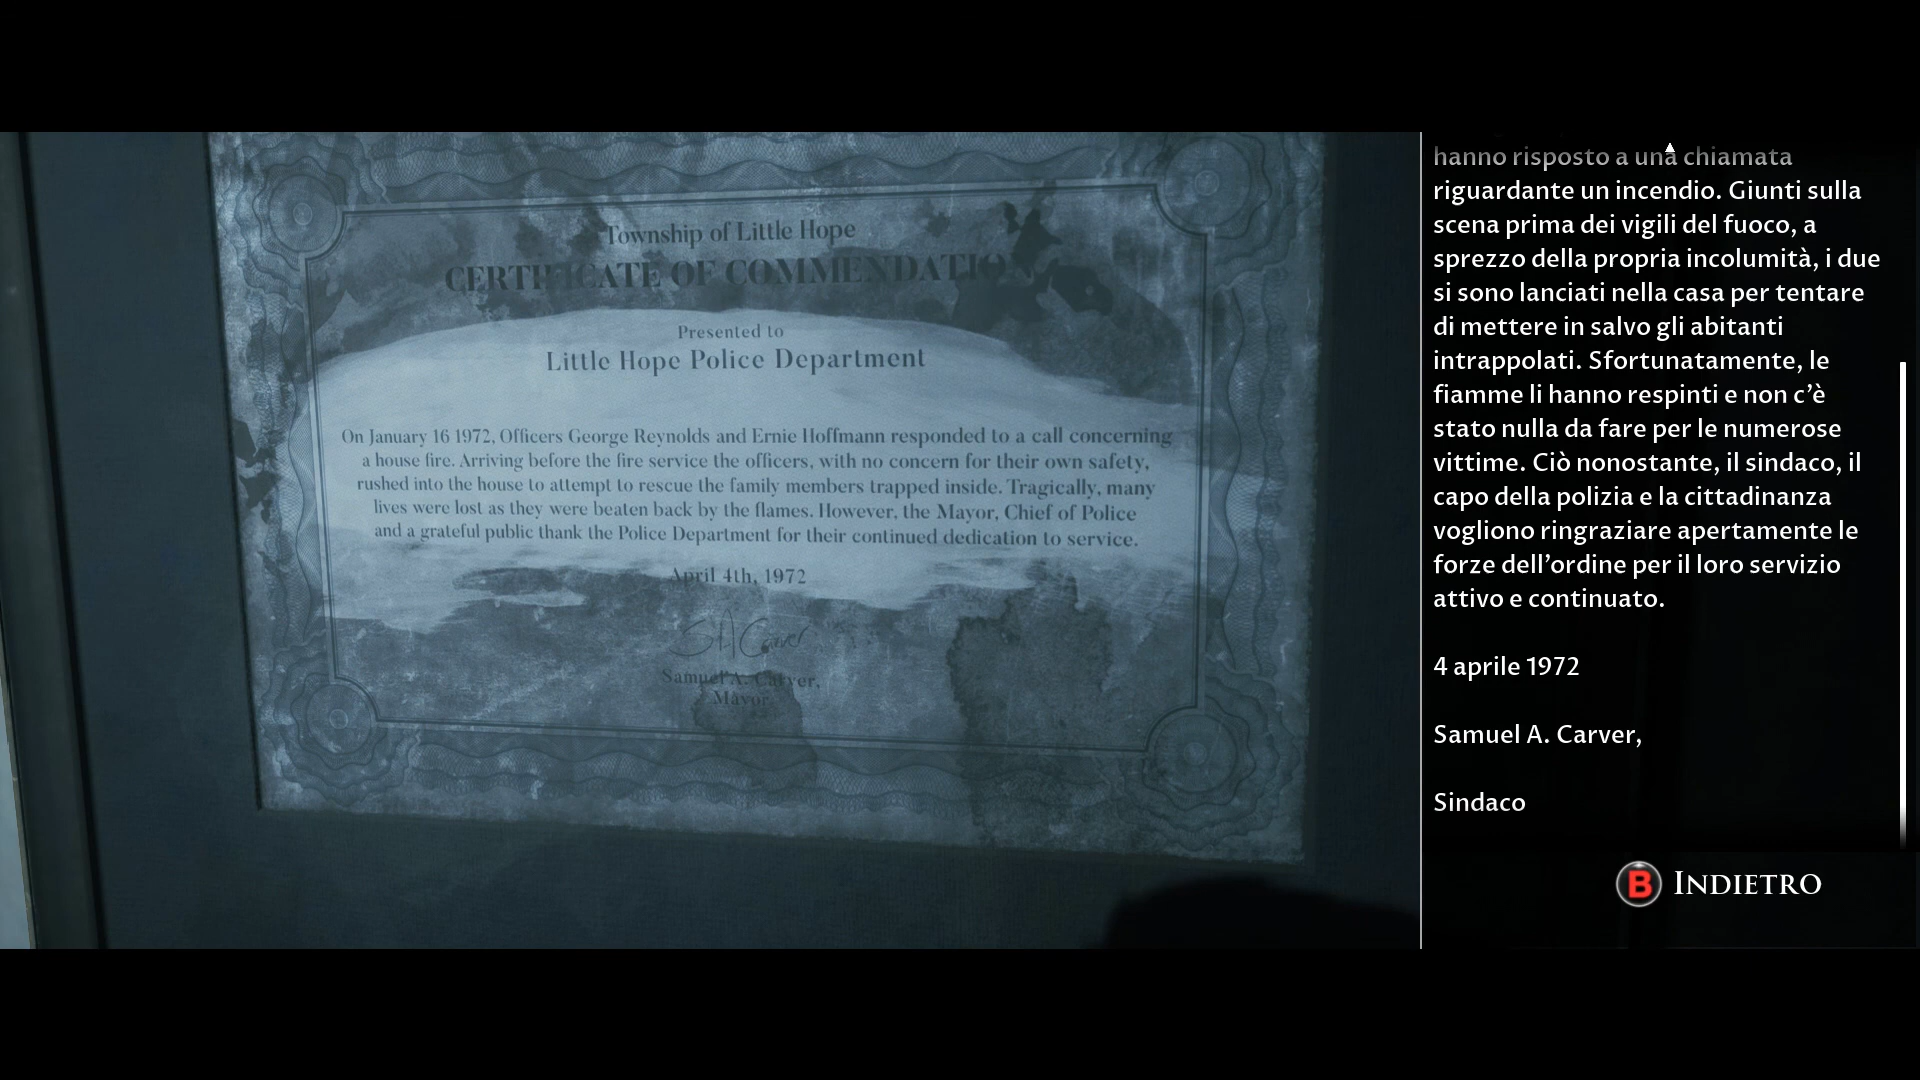 Township of Little Hope
CERTIFICATE OF COMMENDATIO
Presented to
Little Hope Police Department
On January 16 1972, Officers George Reynolds and Ernie Hoffmann responded to a call concerning
a house fire. Arriving before the fire service the officers, with no concern for their own safety,
rushed into the house to attempt to rescue the family members trapped inside. Tragically, many
lives were lost as they were beaten back by the flames. However, the Mayor, Chief of Police
and a grateful public thank the Police Department for their continued dedication to service.
April 4th, 1972
SACarver
Samuel A. Carver,
Mayor
hanno risposto a una chiamata
riguardante un incendio. Giunti sulla
scena prima dei vigili del fuoco, a
sprezzo della propria incolumità, i due
si sono lanciati nella casa per tentare
di mettere in salvo gli abitanti
intrappolati. Sfortunatamente, le
fiamme li hanno respinti e non c'è
stato nulla da fare per le numerose
vittime. Ciò nonostante, il sindaco, il
capo della polizia e la cittadinanza
vogliono ringraziare apertamente le
forze dell'ordine per il loro servizio
attivo e continuato.
4 aprile 1972
Samuel A. Carver,
Sindaco
B INDIETRO